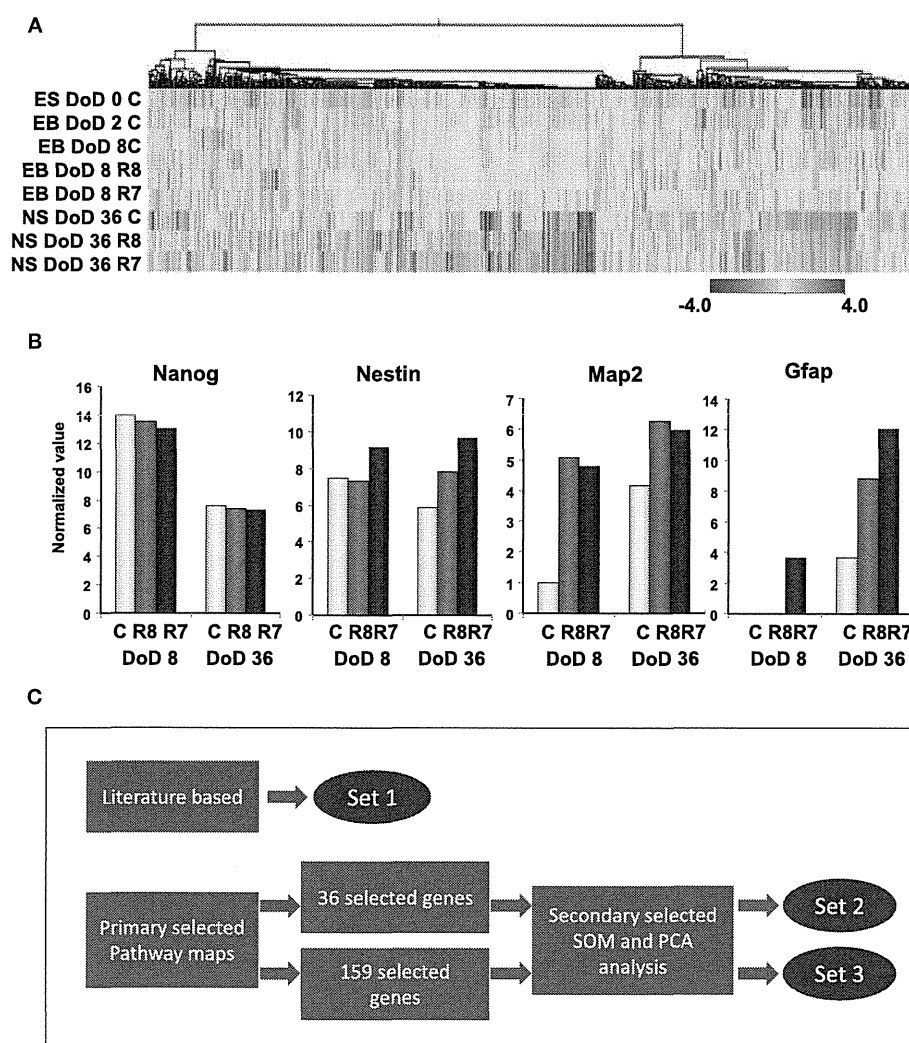 A
ES DoD 0 C
EB DoD 2 C
EB DoD 8C
EB DoD 8 R8
EB DoD 8 R7
NS DoD 36 C
NS DoD 36 R8
NS DoD 36 R7
-4.0 4.0
B
Nanog
Normalized value
16
14
12
10
8
6
4
2
0
C R8 R7 C R8 R7
DoD 8 DoD 36
Nestin
12
10
8
6
4
2
0
C R8R7 C R8R7
DoD 8 DoD 36
Map2
7
6
5
4
3
2
1
0
C R8R7 C R8R7
DoD 8 DoD 36
Gfap
14
12
10
8
6
4
2
0
C R8R7 C R8R7
DoD 8 DoD 36
C
Literature based
Set 1
Primary selected
Pathway maps
36 selected genes
159 selected
genes
Secondary selected
SOM and PCA
analysis
Set 2
Set 3